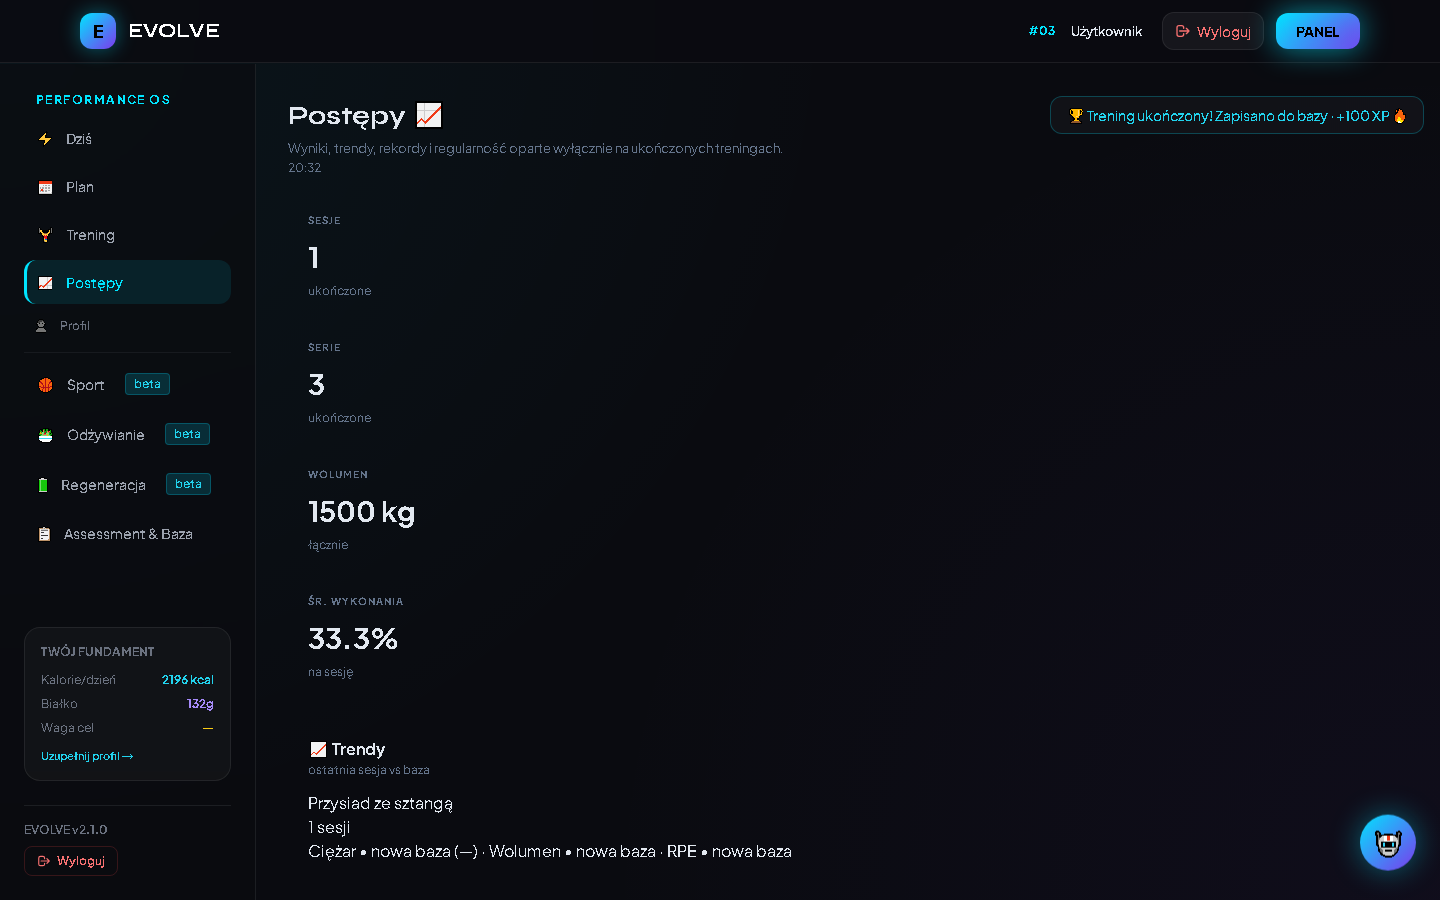 E EVOLVE
#03 Użytkownik Wyloguj PANEL
PERFORMANCE OS
Dziś
Plan
Trening
Postępy
Profil
Sport beta
Odżywianie beta
Regeneracja beta
Assessment & Baza
TWÓJ FUNDAMENT
Kalorie/dzień 2196 kcal
Białko 132g
Waga cel —
Uzupełnij profil →
EVOLVE v2.1.0
Wyloguj
Postępy
Wyniki, trendy, rekordy i regularność oparte wyłącznie na ukończonych treningach.
20:32
🏆 Trening ukończony! Zapisano do bazy · +100 XP 🔥
SESJE
1
ukończone
SERIE
3
ukończone
WOLUMEN
1500 kg
łącznie
ŚR. WYKONANIA
33.3%
na sesję
Trendy
ostatnia sesja vs baza
Przysiad ze sztangą
1 sesji
Ciężar • nowa baza (—) · Wolumen • nowa baza · RPE • nowa baza